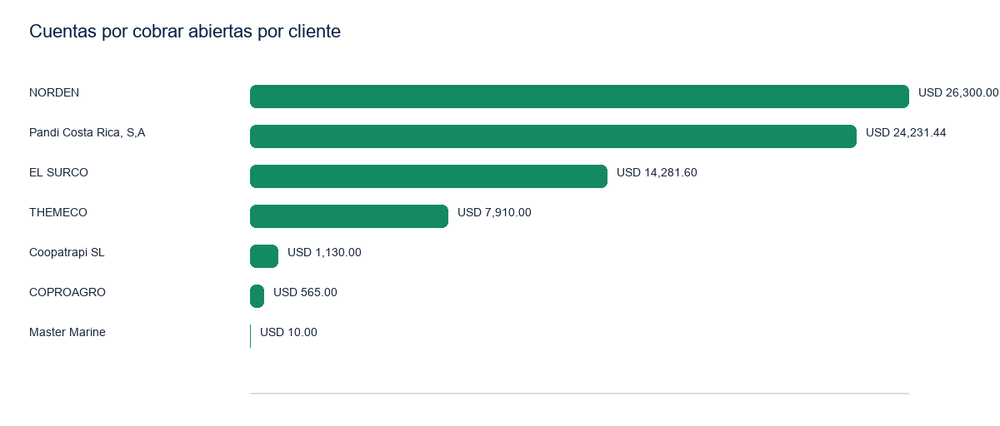 Cuentas por cobrar abiertas por cliente
NORDEN USD 26,300.00
Pandi Costa Rica, S,A USD 24,231.44
EL SURCO USD 14,281.60
THEMECO USD 7,910.00
Coopatrapi SL USD 1,130.00
COPROAGRO USD 565.00
Master Marine USD 10.00